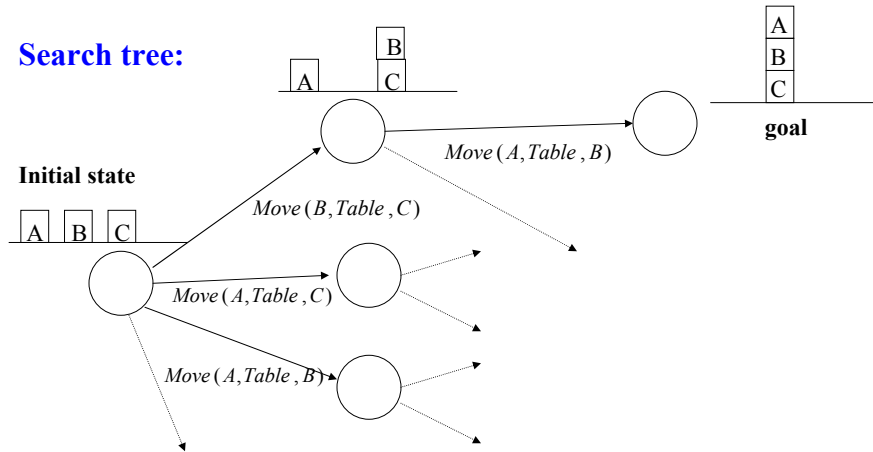 Search tree:
A
B
C
A
B
C
goal
Move ( A , Table , B )
Initial state
A B C
Move ( B , Table , C )
Move ( A , Table , C )
Move ( A , Table , B )